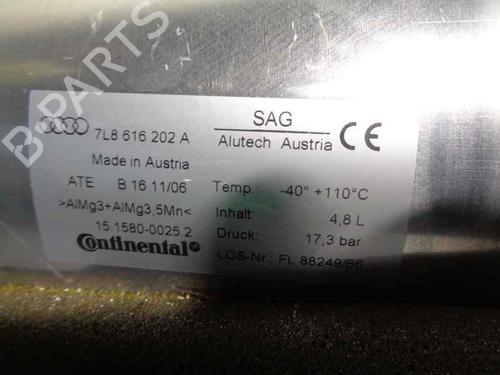 B-PARTS
7L8 616 202 A
Made in Austria
ATE B 16 11/06
>AlMg3+AlMg3,5Mn<
15.1580-0025.2
Continental
SAG
Alutech Austria
CE
Temp.: -40° +110°C
Inhalt: 4,8 L
Druck: 17,3 bar
LOS-Nr.: FL 88249/66